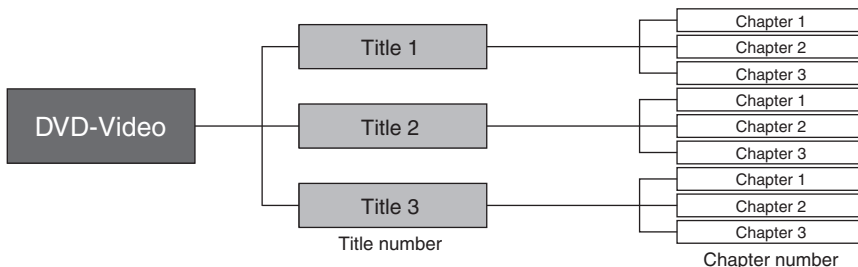 DVD-Video
Title 1
Chapter 1
Chapter 2
Chapter 3
Title 2
Chapter 1
Chapter 2
Chapter 3
Title 3
Chapter 1
Chapter 2
Chapter 3
Title number
Chapter number